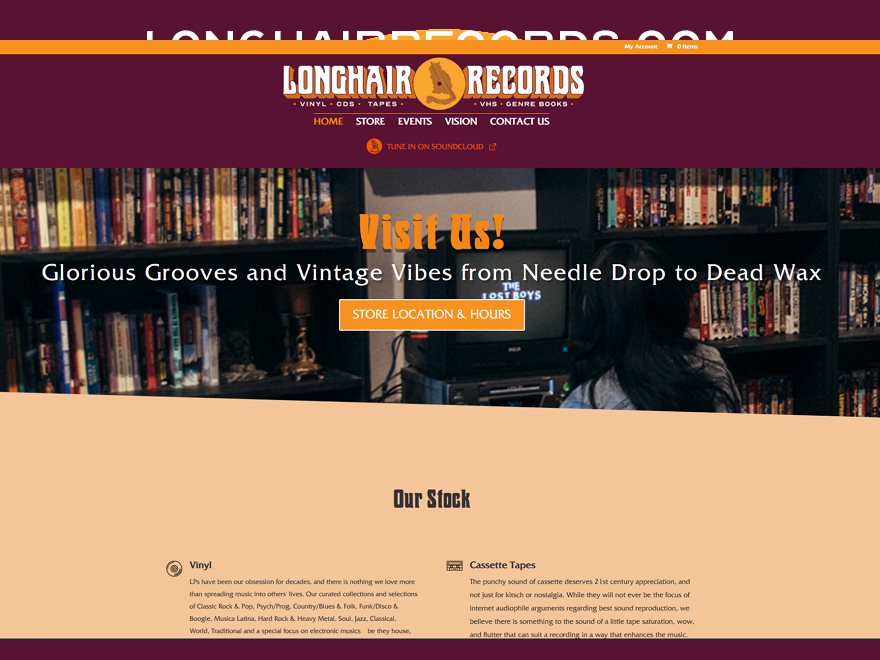 LONGHAIRRECORDS.COM
My Account 0 Items
LONGHAIR RECORDS
• VINYL • CDS • TAPES • • VHS • GENRE BOOKS •
HOME STORE EVENTS VISION CONTACT US
TUNE IN ON SOUNDCLOUD
Visit Us!
Glorious Grooves and Vintage Vibes from Needle Drop to Dead Wax
THE
LOST BOYS
STORE LOCATION & HOURS
Our Stock
Vinyl
LPs have been our obsession for decades, and there is nothing we love more
than spreading music into others' lives. Our curated collections and selections
of Classic Rock & Pop, Psych/Prog, Country/Blues & Folk, Funk/Disco &
Boogie, Musica Latina, Hard Rock & Heavy Metal, Soul, Jazz, Classical,
World, Traditional and a special focus on electronic music be they house,
Cassette Tapes
The punchy sound of cassette deserves 21st century appreciation, and
not just for kitsch or nostalgia. While they will not ever be the focus of
internet audiophile arguments regarding best sound reproduction, we
believe there is something to the sound of a little tape saturation, wow,
and flutter that can suit a recording in a way that enhances the music.